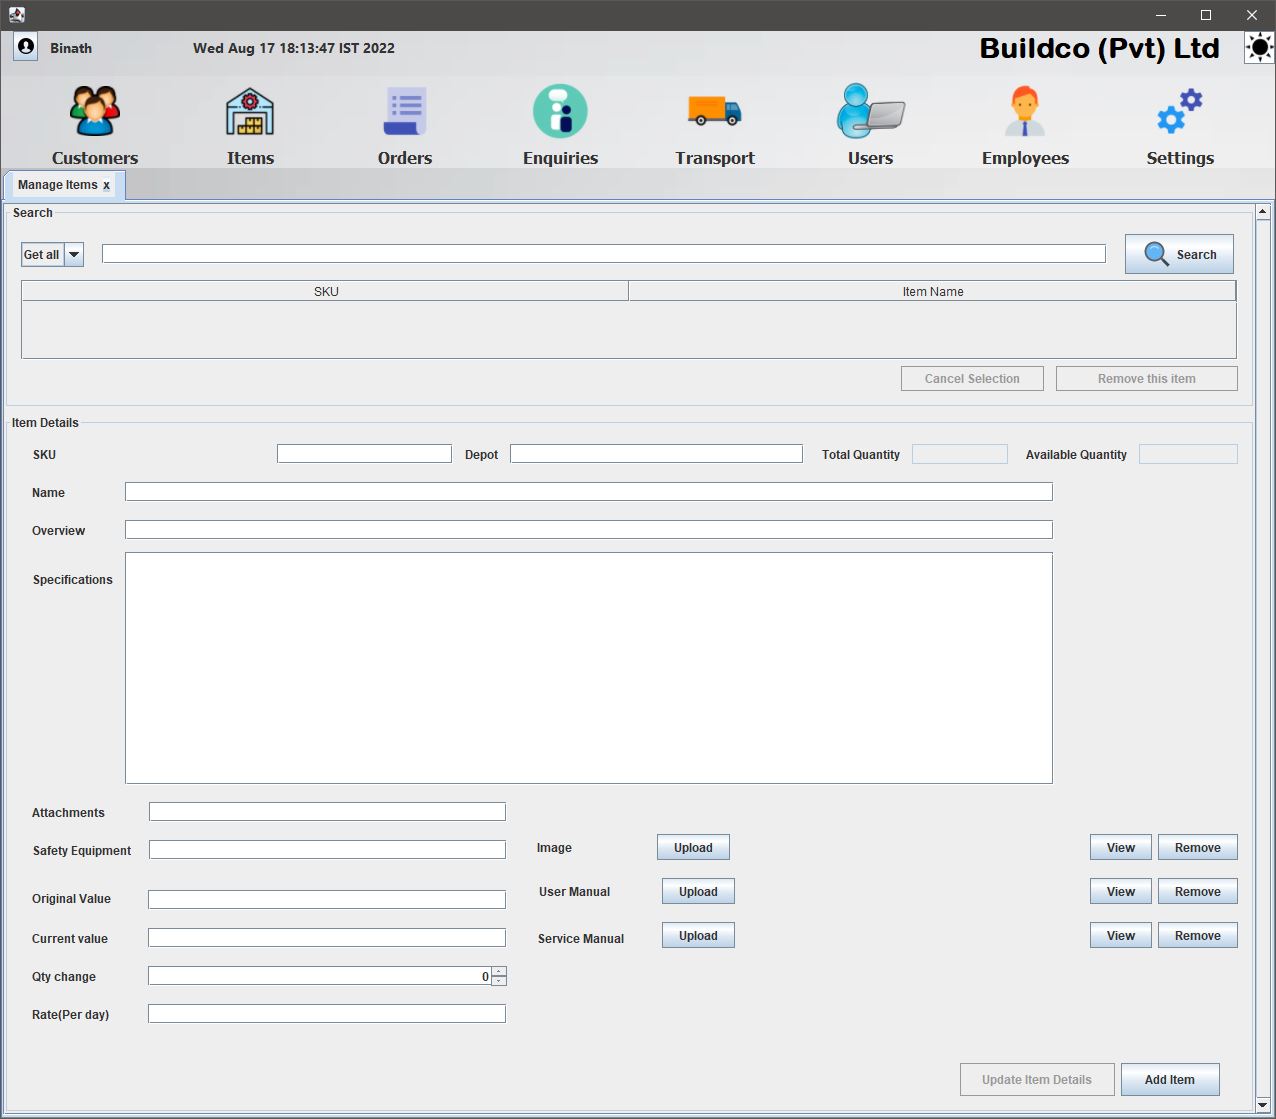 Binath Wed Aug 17 18:13:47 IST 2022 Buildco (Pvt) Ltd
Customers Items Orders Enquiries Transport Users Employees Settings
Manage Items x
Search
Get all Search
SKU Item Name
Cancel Selection Remove this item
Item Details
SKU Depot Total Quantity Available Quantity
Name
Overview
Specifications
Attachments
Safety Equipment Image Upload View Remove
Original Value User Manual Upload View Remove
Current value Service Manual Upload View Remove
Qty change 0
Rate(Per day)
Update Item Details Add Item